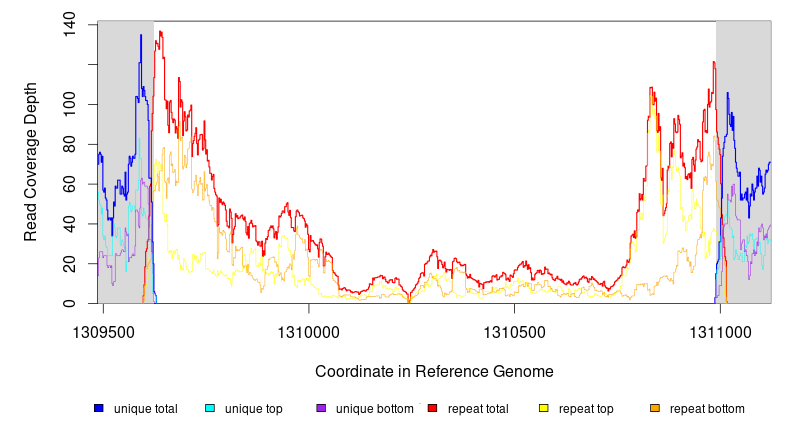 140
100
80
60
40
20
0
Read Coverage Depth
1309500 1310000 1310500 1311000
Coordinate in Reference Genome
unique total unique top unique bottom repeat total repeat top repeat bottom